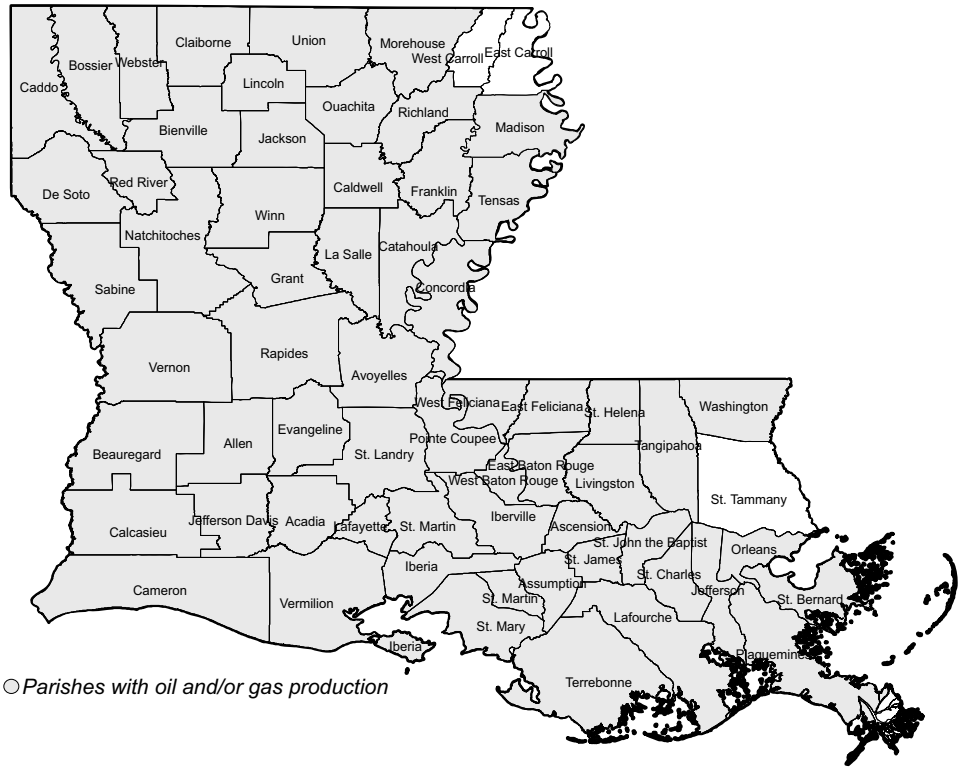 Claiborne
Union
Morehouse
West Carroll
East Carroll
Bossier
Webster
Caddo
Lincoln
Ouachita
Richland
Madison
Bienville
Jackson
De Soto
Red River
Caldwell
Franklin
Tensas
Winn
Natchitoches
La Salle
Catahoula
Grant
Concordia
Sabine
Vernon
Rapides
Avoyelles
West Feliciana
East Feliciana
St. Helena
Washington
Beauregard
Allen
Evangeline
Pointe Coupee
Tangipahoa
St. Landry
East Baton Rouge
West Baton Rouge
Livingston
St. Tammany
Calcasieu
Jefferson Davis
Acadia
Lafayette
St. Martin
Iberville
Ascension
St. John the Baptist
Orleans
Iberia
St. James
St. Charles
Cameron
Vermilion
Assumption
St. Martin
Jefferson
St. Bernard
Lafourche
St. Mary
Iberia
Plaquemines
Terrebonne
Parishes with oil and/or gas production